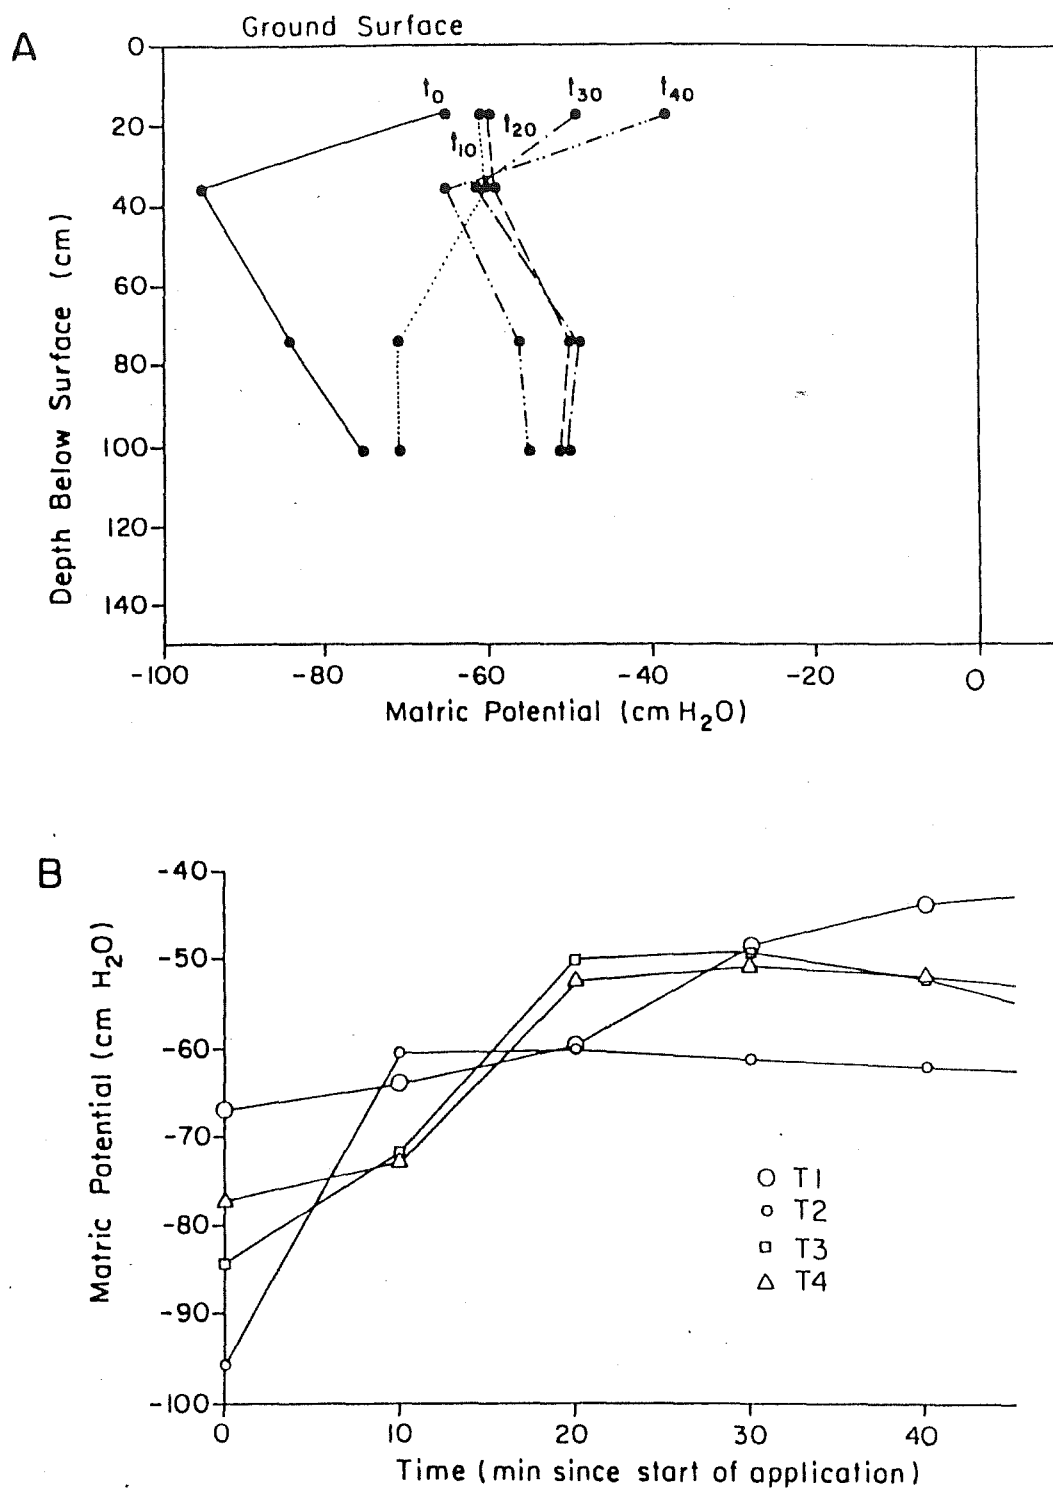 A
Ground Surface
0
20
40
60
80
100
120
140
Depth Below Surface (cm)
t0
t10
t20
t30
t40
-100
-80
-60
-40
-20
0
Matric Potential (cm H2O)
B
-40
-50
-60
-70
-80
-90
-100
Matric Potential (cm H2O)
T1
T2
T3
T4
0
10
20
30
40
Time (min since start of application)